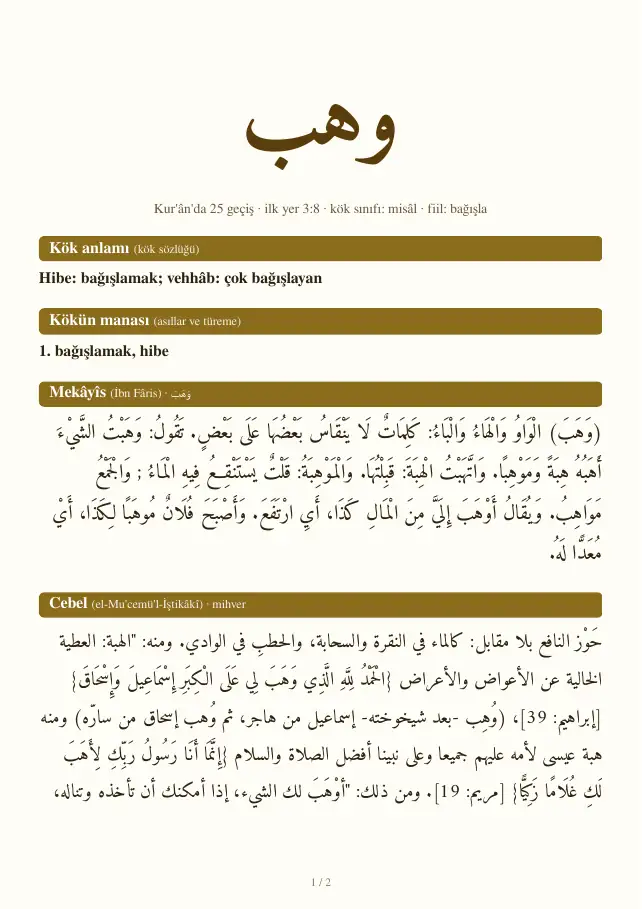 وهب
Kur'ân'da 25 geçiş · ilk yer 3:8 · kök sınıfı: misâl · fiil: bağışla
Kök anlamı (kök sözlüğü)
Hibe: bağışlamak; vehhâb: çok bağışlayan
Kökün manası (asıllar ve türeme)
1. bağışlamak, hibe
Mekâyîs (İbn Fâris) · وَهَبَ
(وَهَبَ) الْوَاوُ وَالْهَاءُ وَالْبَاءُ: كَلِمَاتٌ لَا يَنْقَاسُ بَعْضُهَا عَلَى بَعْضٍ. تَقُولُ: وَهَبْتُ الشَّيْءَ
أَهَبُهُ هِبَةً وَمَوْهِبًا. وَاتَّهَبْتُ الْهِبَةَ: قَبِلْتُهَا. وَالْمَوْهِبَةُ: قَلْتٌ يَسْتَنْقِعُ فِيهِ الْمَاءُ ; وَالْجَمْعُ
مَوَاهِبُ. وَيُقَالُ أَوْهَبَ إِلَيَّ مِنَ الْمَالِ كَذَا، أَيِ ارْتَفَعَ. وَأَصْبَحَ فُلَانٌ مُوهَبًا لِكَذَا، أَيْ
مُعَدًّا لَهُ.
Cebel (el-Mu'cemü'l-İştikâkî) · mihver
حَوْز النافع بلا مقابل: كالماء في النقرة والسحابة، والحطبِ في الوادي. ومنه: "الهبة: العطية
الخالية عن الأعواض والأعراض {الْحَمْدُ لِلَّهِ الَّذِي وَهَبَ لِي عَلَى الْكِبَرِ إِسْمَاعِيلَ وَإِسْحَاقَ}
[إبراهيم: 39]، (وُهِب -بعد شيخوخته- إسماعيل من هاجر، ثم وُهب إسحاق من سارّه) ومنه
هبة عيسى لأمه عليهم جميعا وعلى نبينا أفضل الصلاة والسلام {إِنَّمَا أَنَا رَسُولُ رَبِّكِ لِأَهَبَ
لَكِ غُلَامًا زَكِيًّا} [مريم: 19]. ومن ذلك: "أوْهَبَ لك الشيء، إذا أمكنك أن تأخذه وتناله،
1 / 2